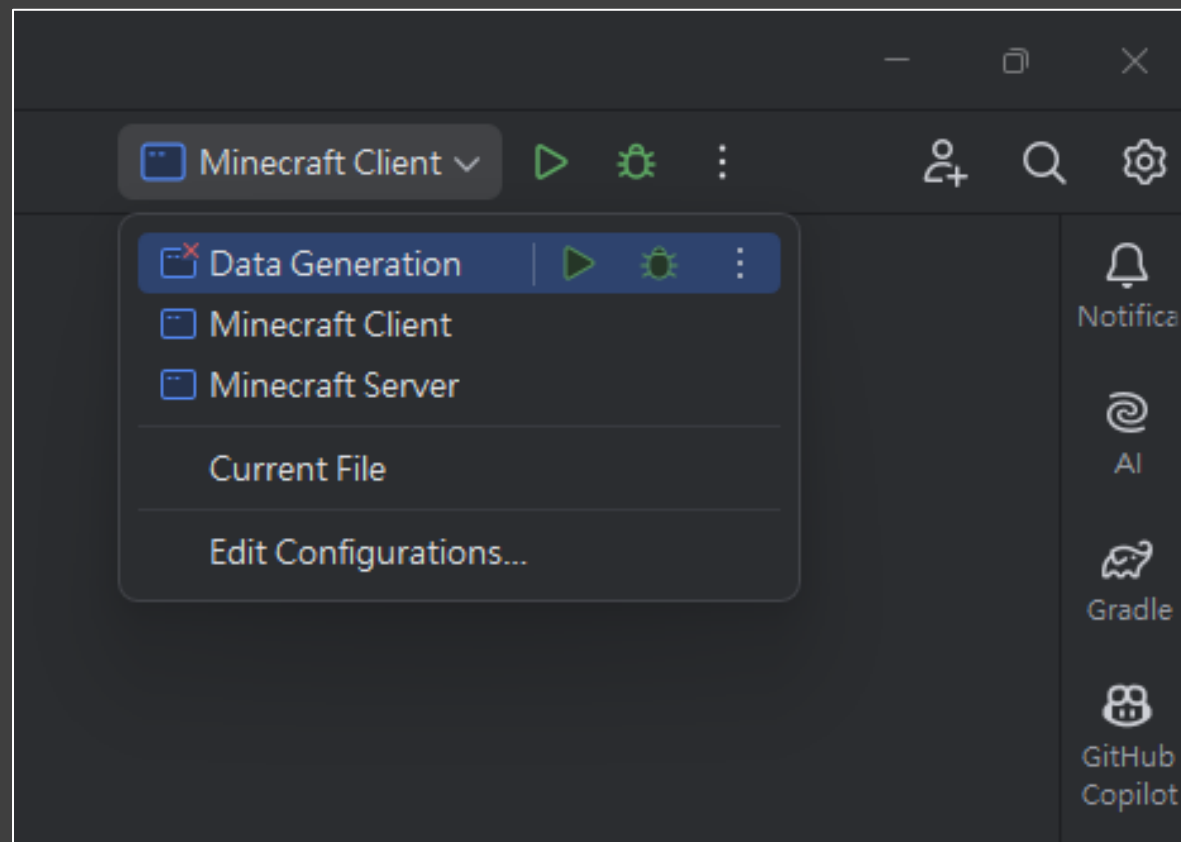 Minecraft Client
Data Generation
Minecraft Client
Minecraft Server
Current File
Edit Configurations...
Notifica
AI
Gradle
GitHub
Copilot